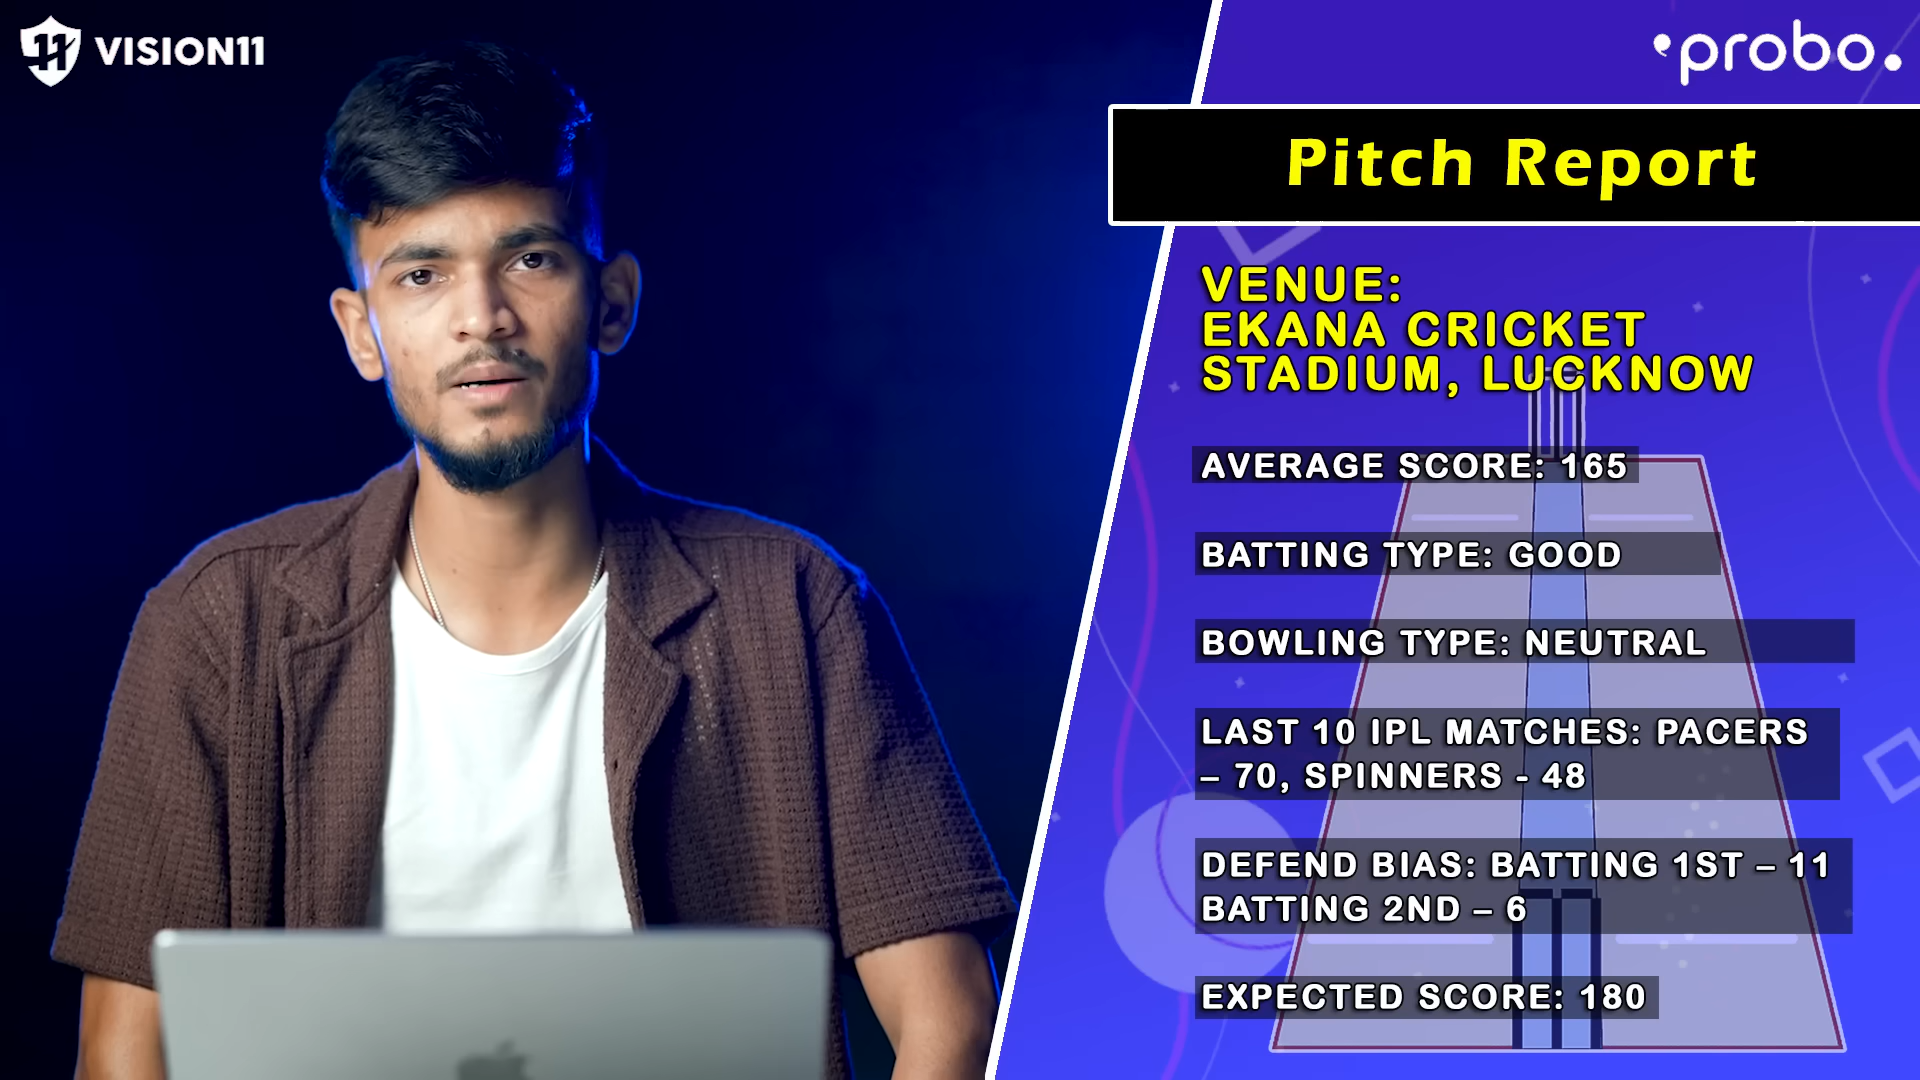 VISION11
probo.
Pitch Report
VENUE:
EKANA CRICKET
STADIUM, LUCKNOW
AVERAGE SCORE: 165
BATTING TYPE: GOOD
BOWLING TYPE: NEUTRAL
LAST 10 IPL MATCHES: PACERS
– 70, SPINNERS - 48
DEFEND BIAS: BATTING 1ST – 11
BATTING 2ND – 6
EXPECTED SCORE: 180